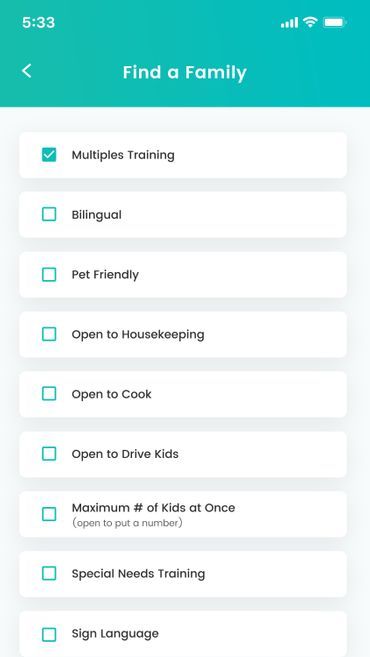 5:33
Find a Family
Multiples Training
Bilingual
Pet Friendly
Open to Housekeeping
Open to Cook
Open to Drive Kids
Maximum # of Kids at Once
(open to put a number)
Special Needs Training
Sign Language